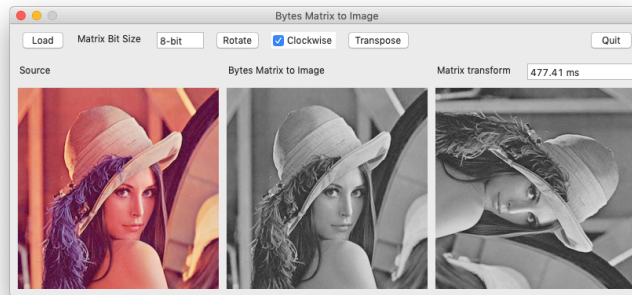 Bytes Matrix to Image
Load Matrix Bit Size 8-bit Rotate Clockwise Transpose Quit
Source Bytes Matrix to Image Matrix transform 477.41 ms